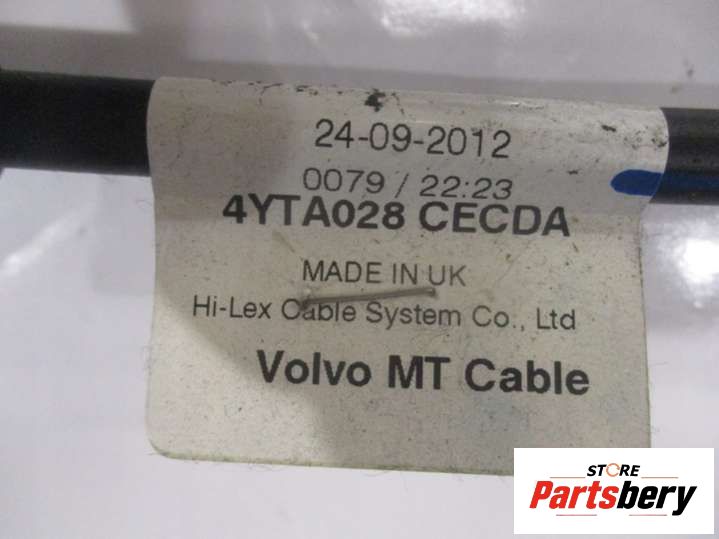 24-09-2012
0079 / 22:23
4YTA028 CECDA
MADE IN UK
Hi-Lex Cable System Co., Ltd
Volvo MT Cable
STORE
Partsbery